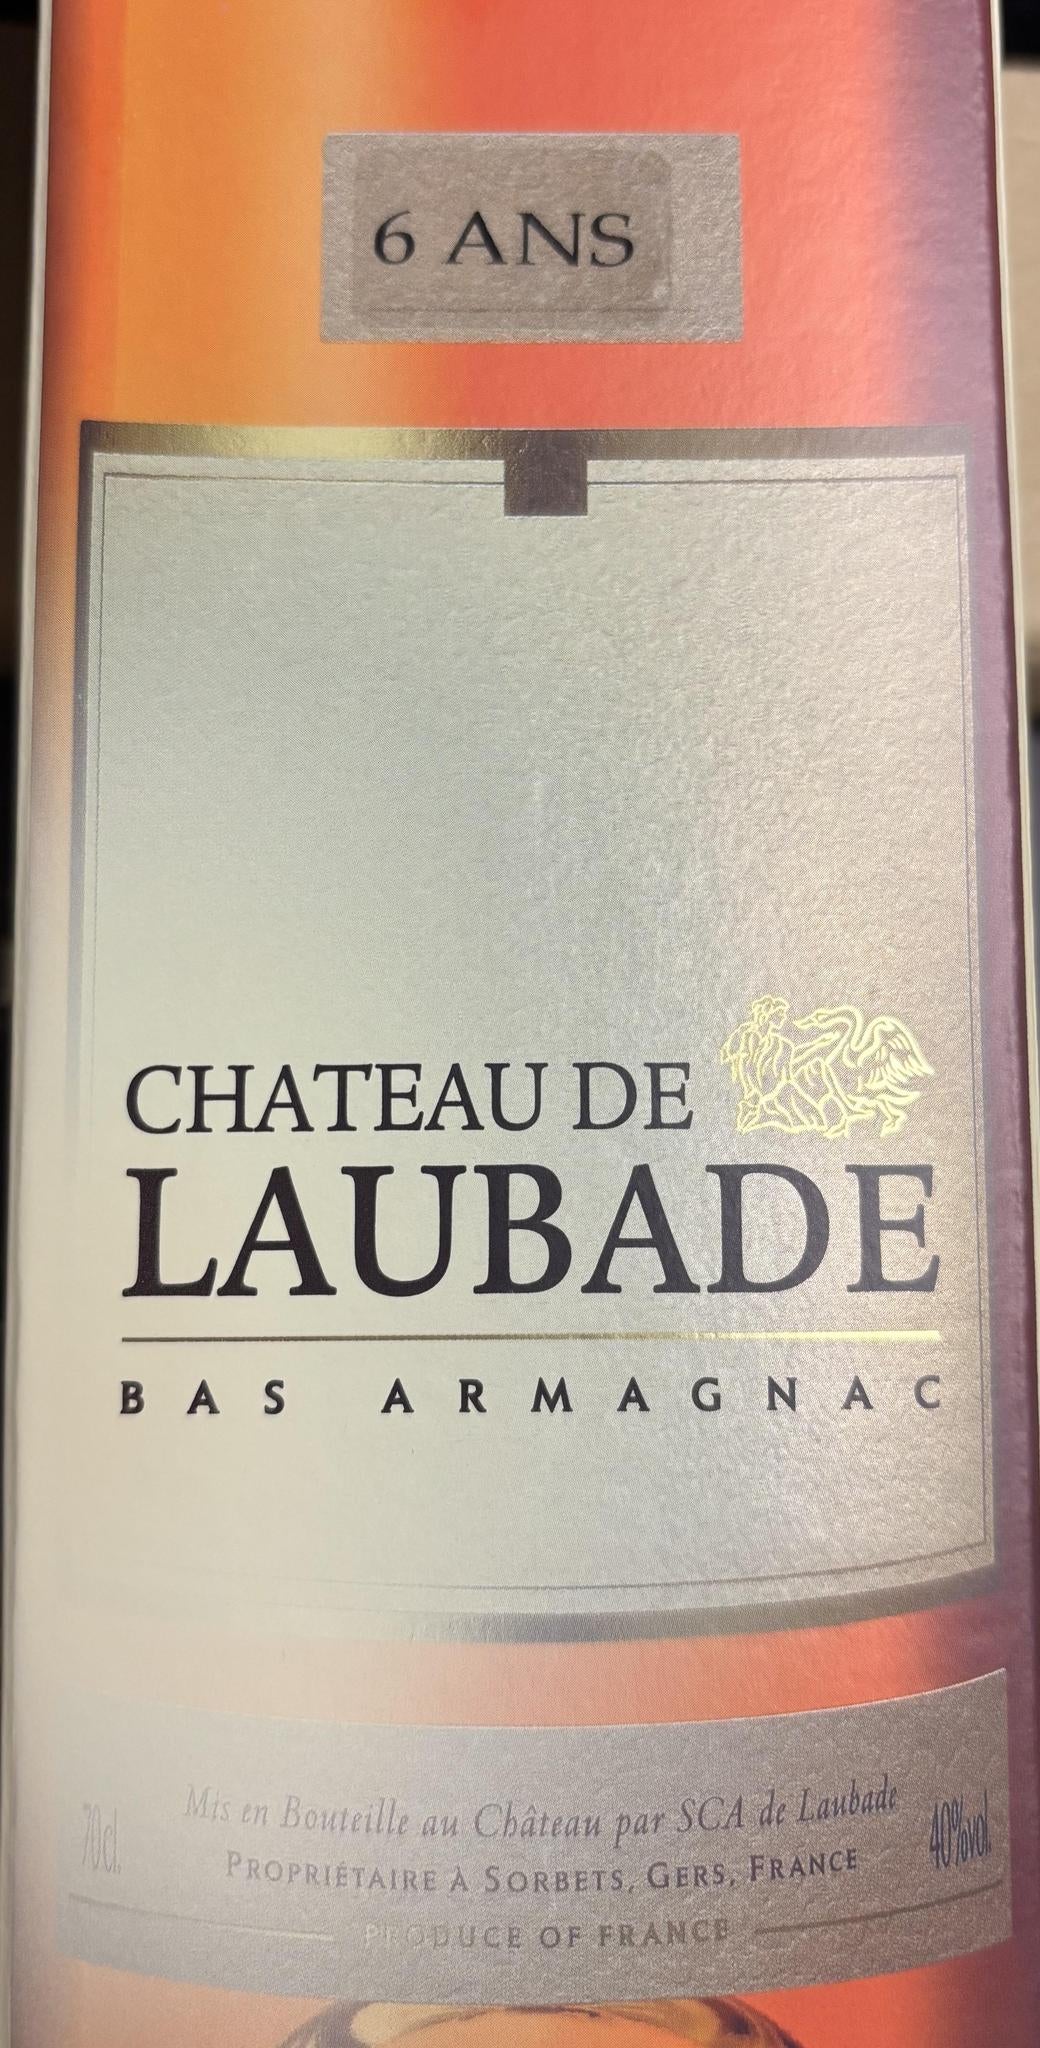 6 ANS
CHATEAU DE
LAUBADE
BAS ARMAGNAC
Mis en Bouteille au Château par SCA de Laubade
70cl.
40%vol.
PROPRIÉTAIRE À SORBETS, GERS, FRANCE
PRODUCE OF FRANCE